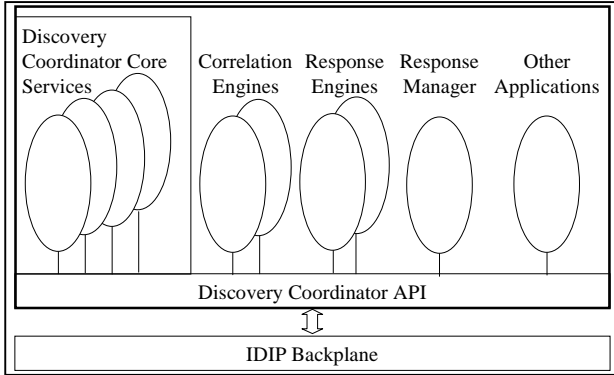 Discovery
Coordinator Core
Services
Correlation
Engines
Response
Engines
Response
Manager
Other
Applications
Discovery Coordinator API
IDIP Backplane